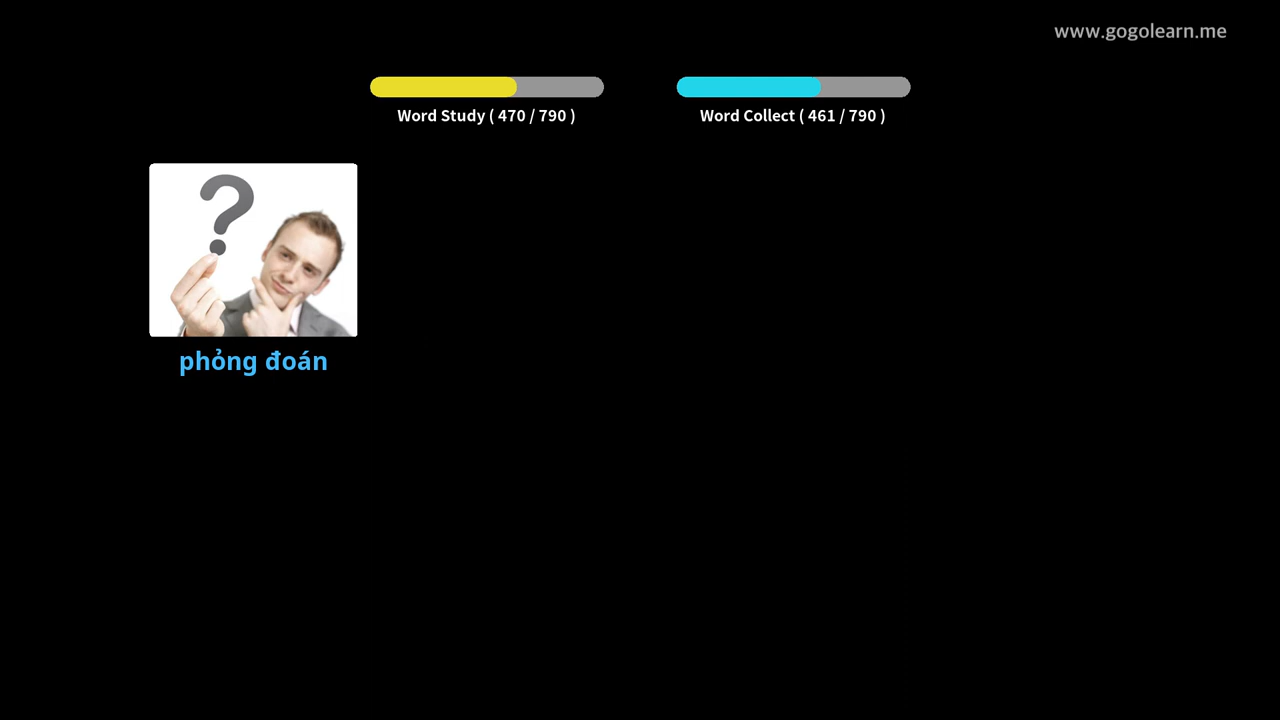 www.gogolearn.me
Word Study ( 470 / 790 )
Word Collect ( 461 / 790 )
?
phỏng đoán